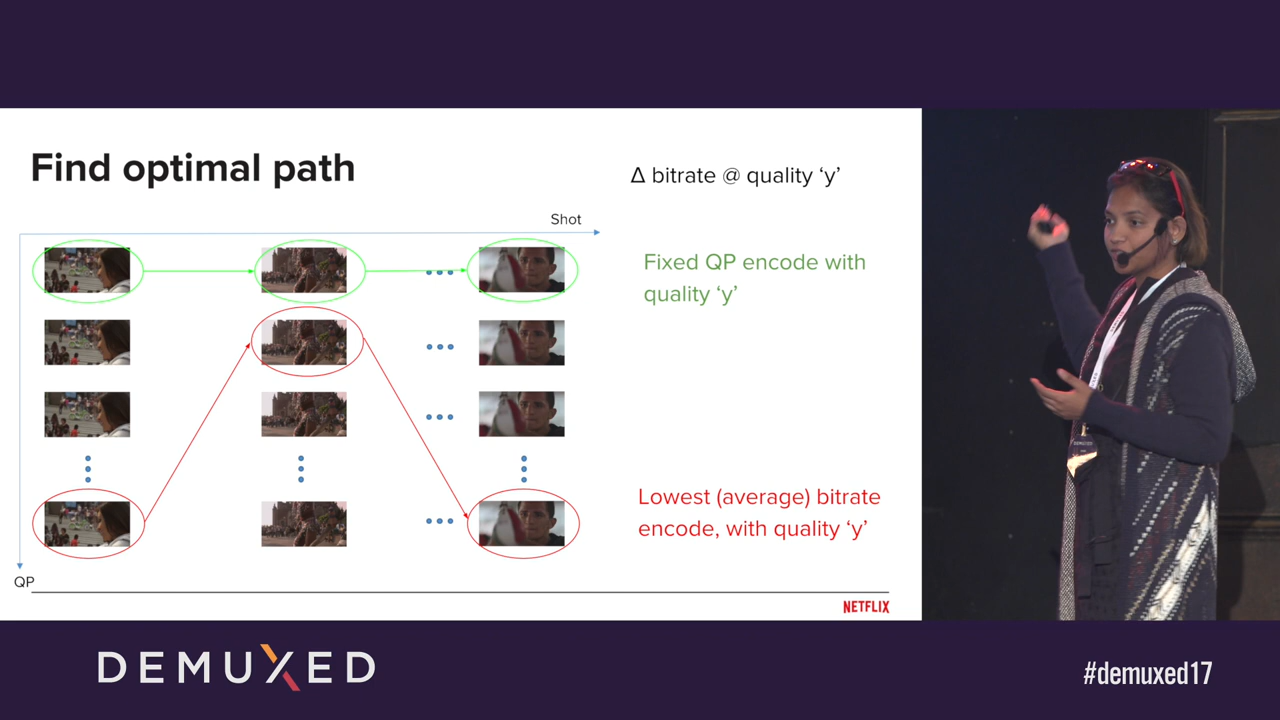 Find optimal path
Δ bitrate @ quality ‘y’
Shot
Fixed QP encode with
quality ‘y’
Lowest (average) bitrate
encode, with quality ‘y’
QP
NETFLIX
DEMUXED
#demuxed17